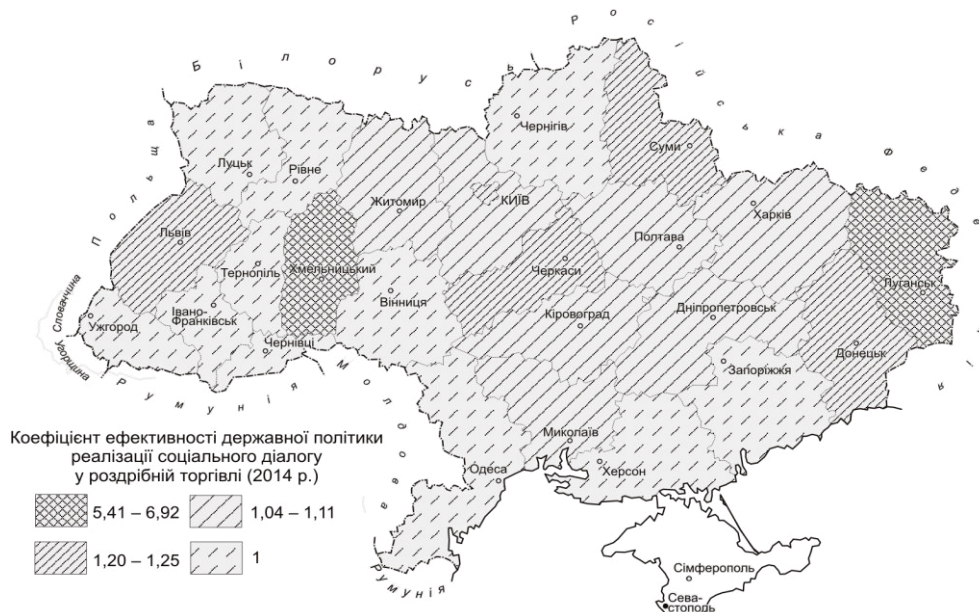 Білорусь
Російська Федерація
Польща
Словаччина
Угорщина
Румунія
Молдова
Румунія
Чернігів
Суми
Луцьк
Рівне
Житомир
КИЇВ
Харків
Львів
Полтава
Тернопіль
Хмельницький
Черкаси
Луганськ
Вінниця
Івано-
Франківськ
Ужгород
Кіровоград
Дніпропетровськ
Чернівці
Донецьк
Запоріжжя
Миколаїв
Херсон
Одеса
Сімферополь
Сева-
стополь
Коефіцієнт ефективності державної політики
реалізації соціального діалогу
у роздрібній торгівлі (2014 р.)
5,41 – 6,92
1,04 – 1,11
1,20 – 1,25
1